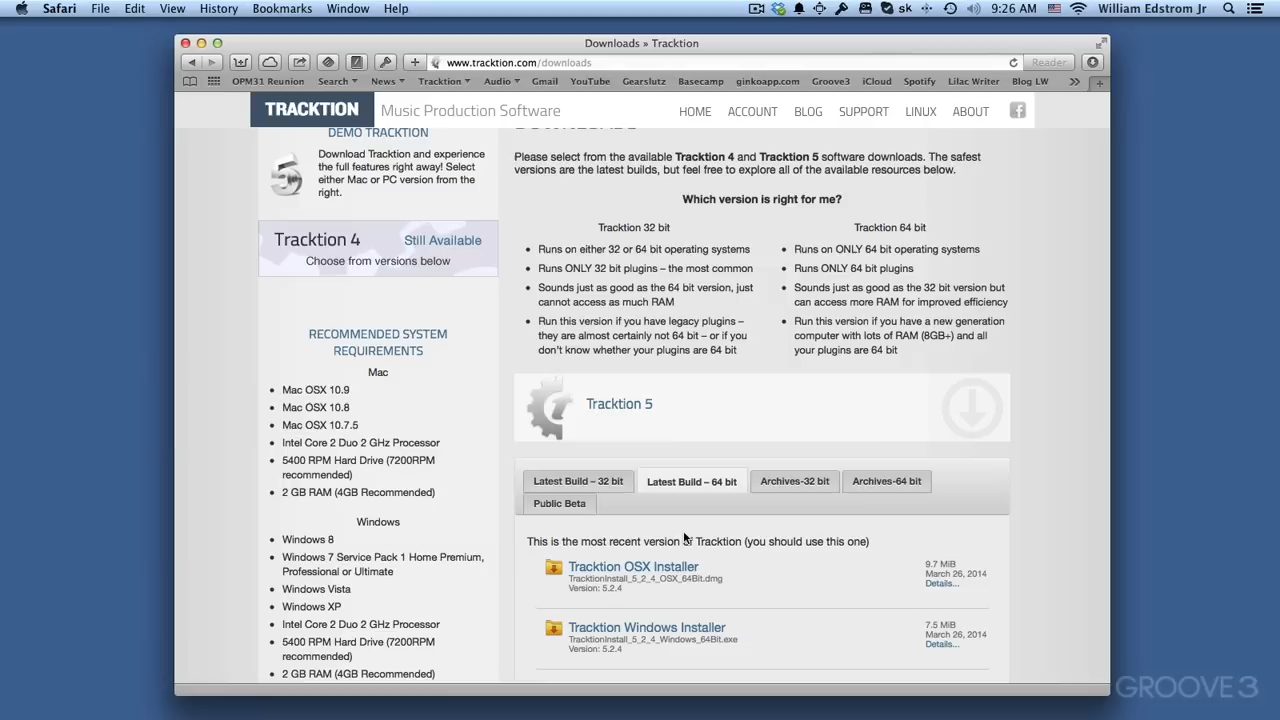 Safari File Edit View History Bookmarks Window Help sk 9:26 AM William Edstrom Jr
Downloads » Tracktion
www.tracktion.com/downloads Reader
OPM31 Reunion Search News Tracktion Audio Gmail YouTube Gearslutz Basecamp ginkoapp.com Groove3 iCloud Spotify Lilac Writer Blog LW
TRACKTION Music Production Software HOME ACCOUNT BLOG SUPPORT LINUX ABOUT
DEMO TRACKTION
5
Download Tracktion and experience
the full features right away! Select
either Mac or PC version from the
right.
Tracktion 4 Still Available
Choose from versions below
RECOMMENDED SYSTEM
REQUIREMENTS
Mac
Mac OSX 10.9
Mac OSX 10.8
Mac OSX 10.7.5
Intel Core 2 Duo 2 GHz Processor
5400 RPM Hard Drive (7200RPM
recommended)
2 GB RAM (4GB Recommended)
Windows
Windows 8
Windows 7 Service Pack 1 Home Premium,
Professional or Ultimate
Windows Vista
Windows XP
Intel Core 2 Duo 2 GHz Processor
5400 RPM Hard Drive (7200RPM
recommended)
2 GB RAM (4GB Recommended)
Please select from the available Tracktion 4 and Tracktion 5 software downloads. The safest
versions are the latest builds, but feel free to explore all of the available resources below.
Which version is right for me?
Tracktion 32 bit
Runs on either 32 or 64 bit operating systems
Runs ONLY 32 bit plugins – the most common
Sounds just as good as the 64 bit version, just
cannot access as much RAM
Run this version if you have legacy plugins –
they are almost certainly not 64 bit – or if you
don't know whether your plugins are 64 bit
Tracktion 64 bit
Runs on ONLY 64 bit operating systems
Runs ONLY 64 bit plugins
Sounds just as good as the 32 bit version but
can access more RAM for improved efficiency
Run this version if you have a new generation
computer with lots of RAM (8GB+) and all
your plugins are 64 bit
Tracktion 5
Latest Build – 32 bit Latest Build – 64 bit Archives-32 bit Archives-64 bit
Public Beta
This is the most recent version Tracktion (you should use this one)
Tracktion OSX Installer
TracktionInstall_5_2_4_OSX_64Bit.dmg
Version: 5.2.4
9.7 MiB
March 26, 2014
Details...
Tracktion Windows Installer
TracktionInstall_5_2_4_Windows_64Bit.exe
Version: 5.2.4
7.5 MiB
March 26, 2014
Details...
GROOVE3